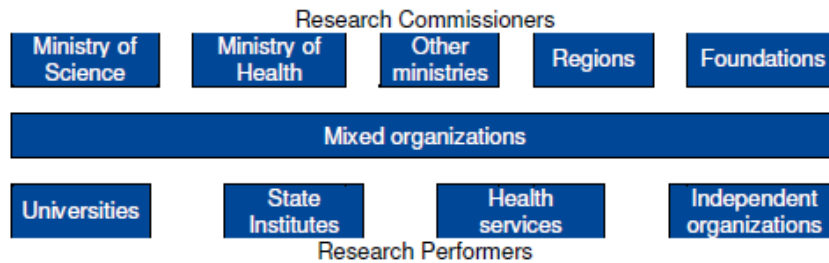 Research Commissioners
Ministry of
Science
Ministry of
Health
Other
ministries
Regions
Foundations
Mixed organizations
Universities
State
Institutes
Health
services
Independent
organizations
Research Performers